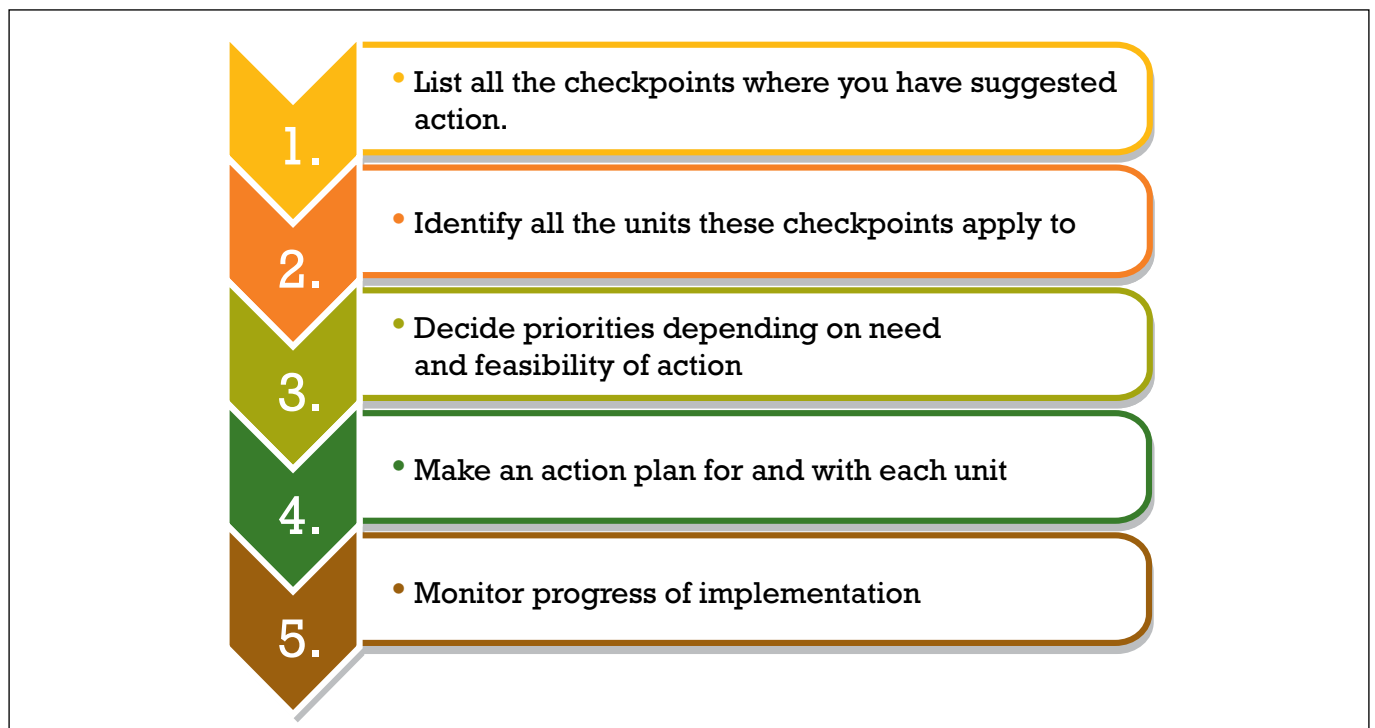 1.
• List all the checkpoints where you have suggested
action.
2.
• Identify all the units these checkpoints apply to
3.
• Decide priorities depending on need
and feasibility of action
4.
• Make an action plan for and with each unit
5.
• Monitor progress of implementation